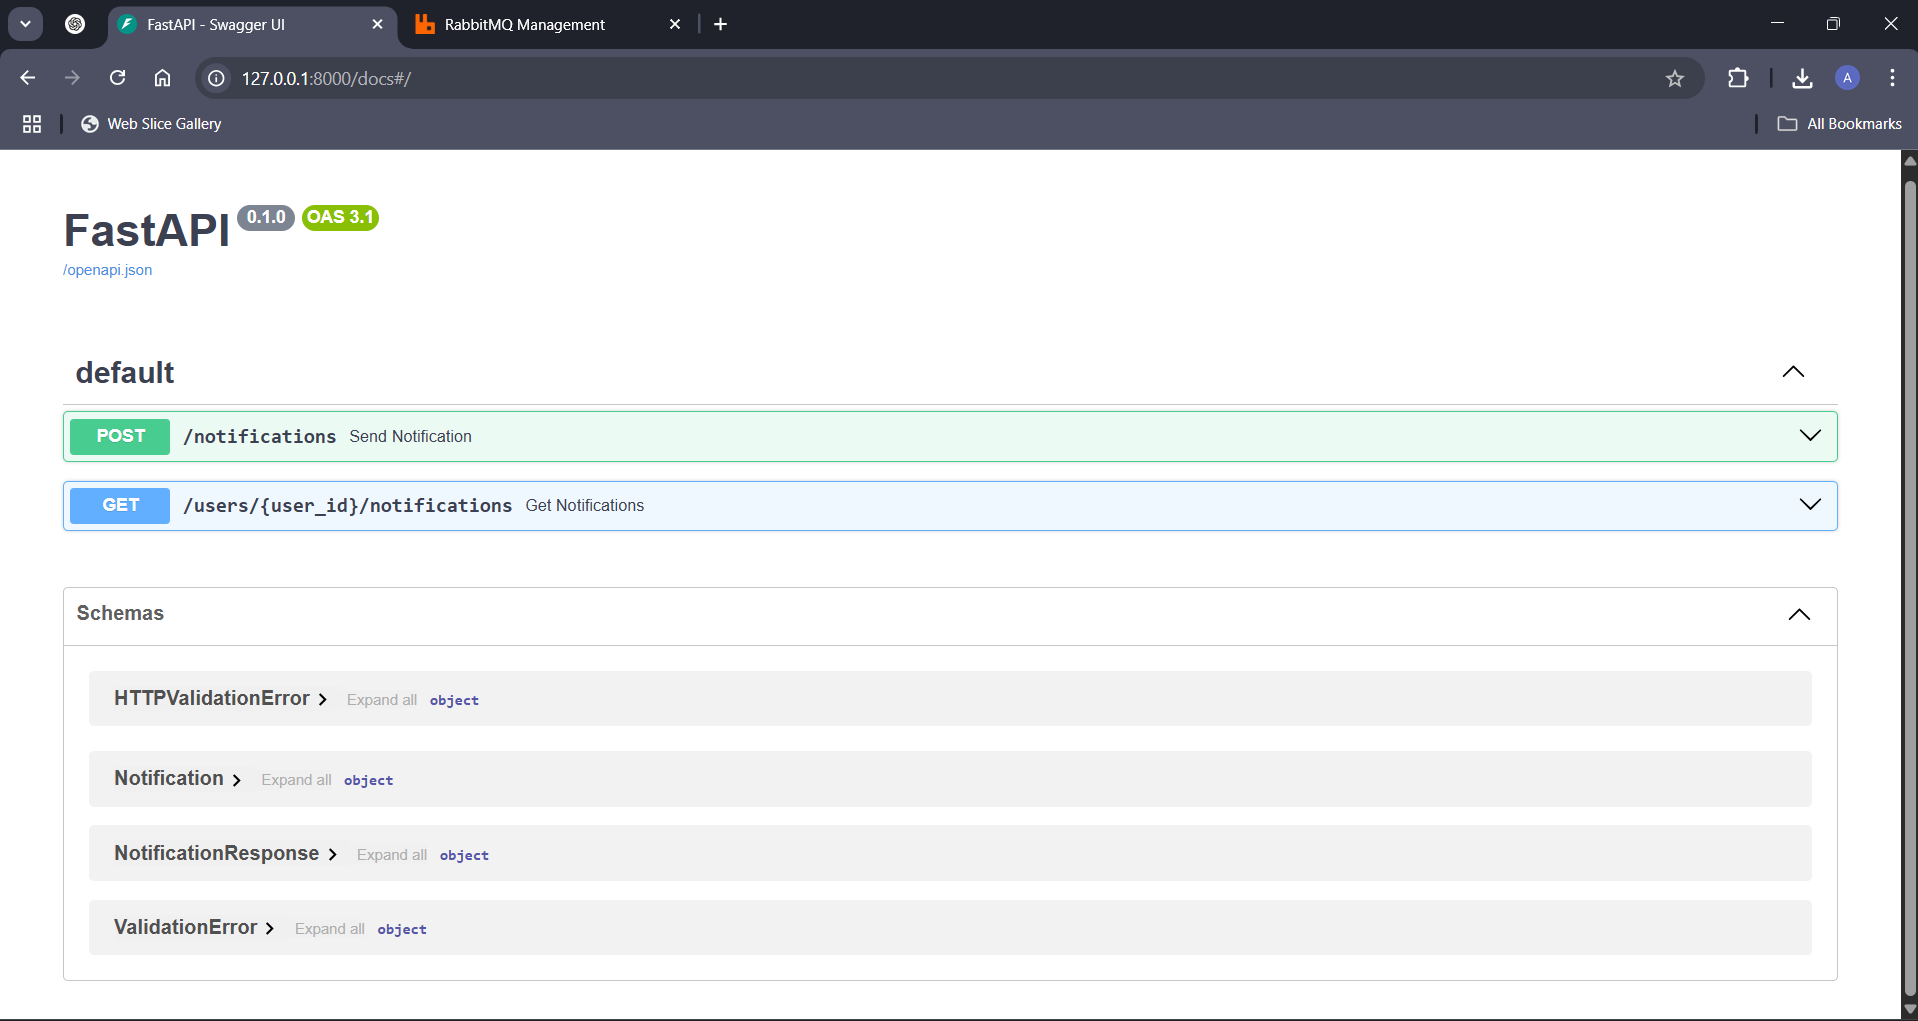 FastAPI - Swagger UI
RabbitMQ Management
127.0.0.1:8000/docs#/
A
Web Slice Gallery
All Bookmarks
FastAPI 0.1.0 OAS 3.1
/openapi.json
default
POST /notifications Send Notification
GET /users/{user_id}/notifications Get Notifications
Schemas
HTTPValidationError Expand all object
Notification Expand all object
NotificationResponse Expand all object
ValidationError Expand all object